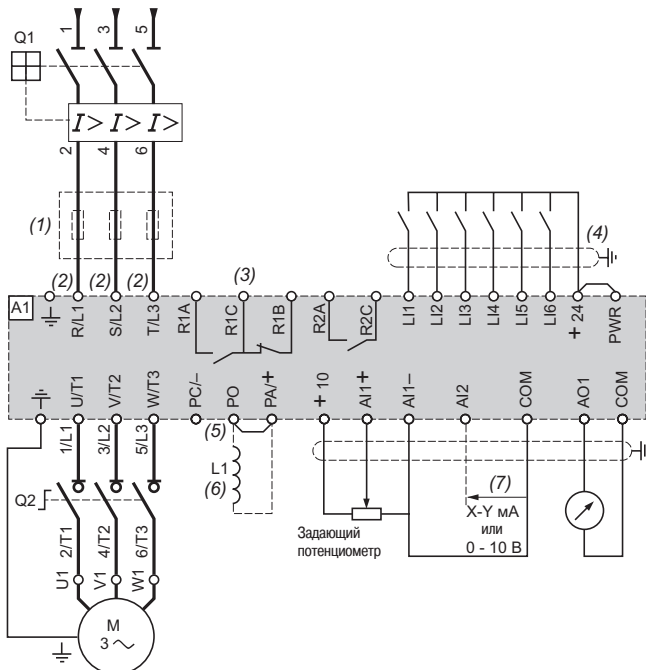 1 3 5
Q1
I> I> I>
2 4 6
(1)
(4)
(2) (2) (2) (3)
A1
R/L1 S/L2 T/L3 R1A R1C R1B R2A R2C LI1 LI2 LI3 LI4 LI5 LI6 + 24 PWR
U/T1 V/T2 W/T3 PC/– PO PA/+ + 10 AI1+ AI1– AI2 COM AO1 COM
(5)
1/L1 3/L2 5/L3
L1
(6)
(7)
Q2
X-Y мА
или
0 - 10 В
Задающий
потенциометр
2/T1 4/T2 6/T3
U1 V1 W1
M
3